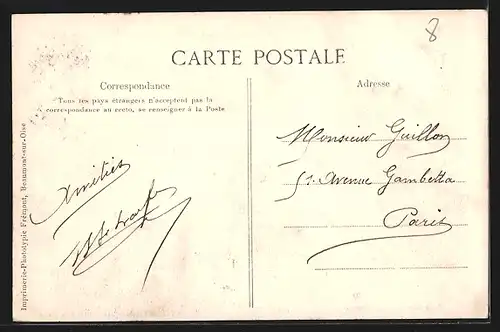 8
CARTE POSTALE
Correspondance
Tous les pays étrangers n'acceptent pas la
correspondance au recto, se renseigner à la Poste
Amitiés
Adresse
Monsieur Guillon
51 Avenue Gambetta
Paris
Imprimerie-Phototypie Frémont, Beaumont-sur-Oise